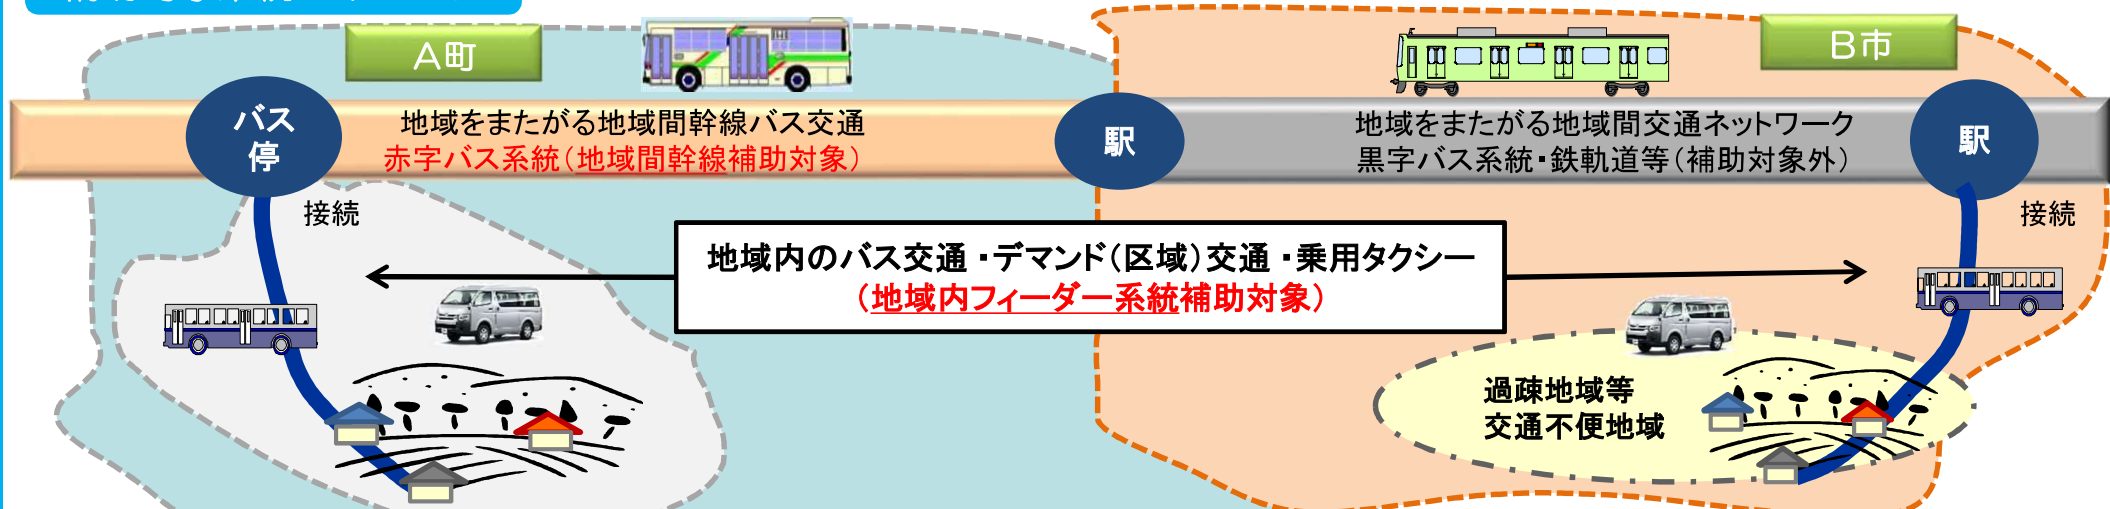 A町
B市
バス
停
地域をまたがる地域間幹線バス交通
赤字バス系統（地域間幹線補助対象）
駅
地域をまたがる地域間交通ネットワーク
黒字バス系統・鉄軌道等（補助対象外）
駅
接続
接続
地域内のバス交通・デマンド（区域）交通・乗用タクシー
（地域内フィーダー系統補助対象）
過疎地域等
交通不便地域